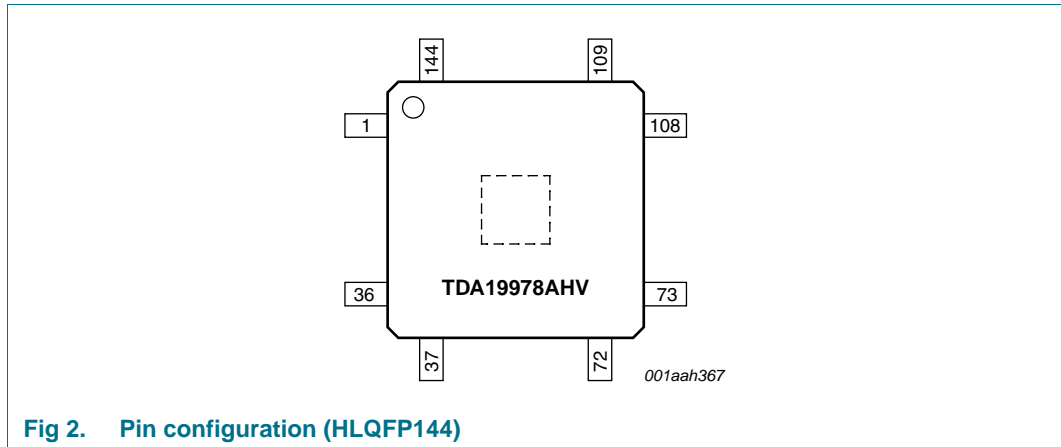 144
109
1
108
36
TDA19978AHV
73
37
72
001aah367
Fig 2. Pin configuration (HLQFP144)